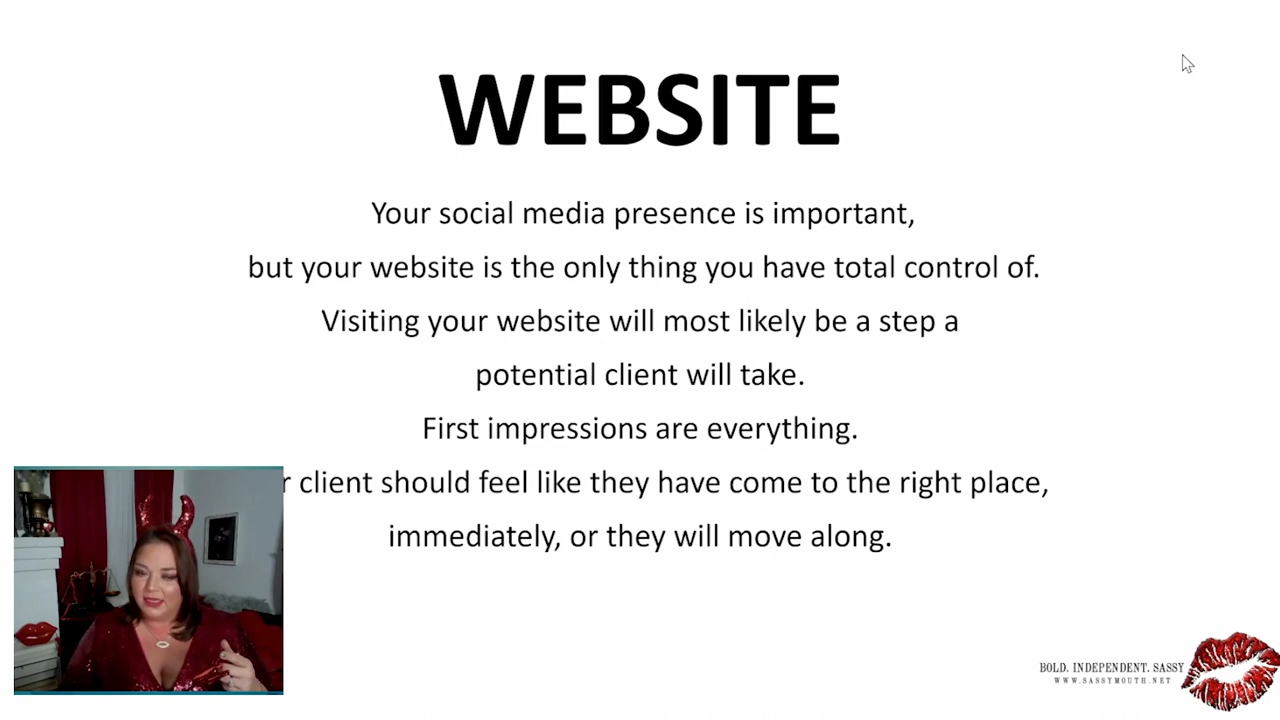 WEBSITE
Your social media presence is important,
but your website is the only thing you have total control of.
Visiting your website will most likely be a step a
potential client will take.
First impressions are everything.
r client should feel like they have come to the right place,
immediately, or they will move along.
BOLD. INDEPENDENT. SASSY
WWW.SASSYMOUTH.NET